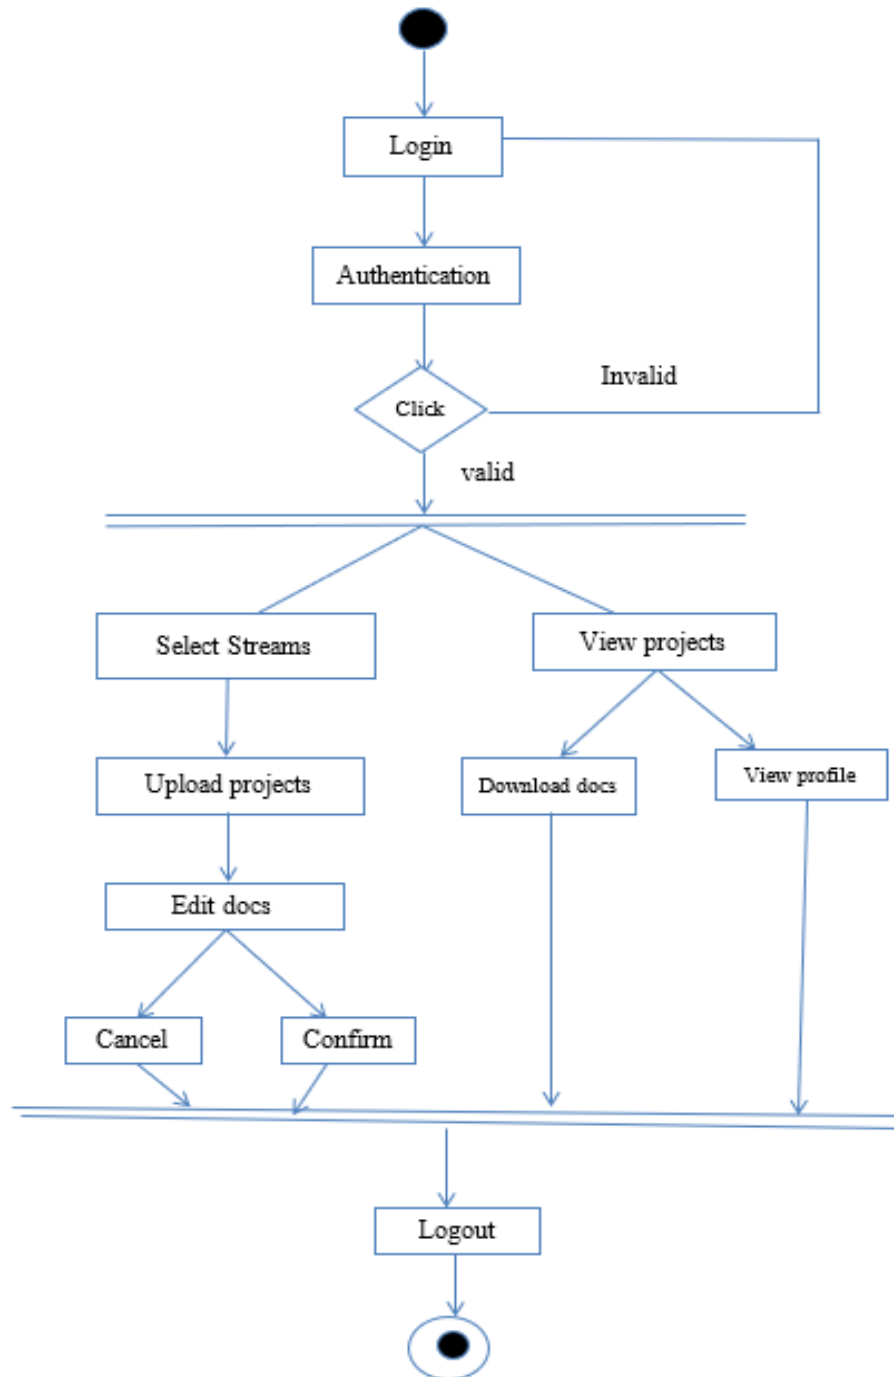 Login
Authentication
Invalid
Click
valid
Select Streams
View projects
Upload projects
Download docs
View profile
Edit docs
Cancel
Confirm
Logout